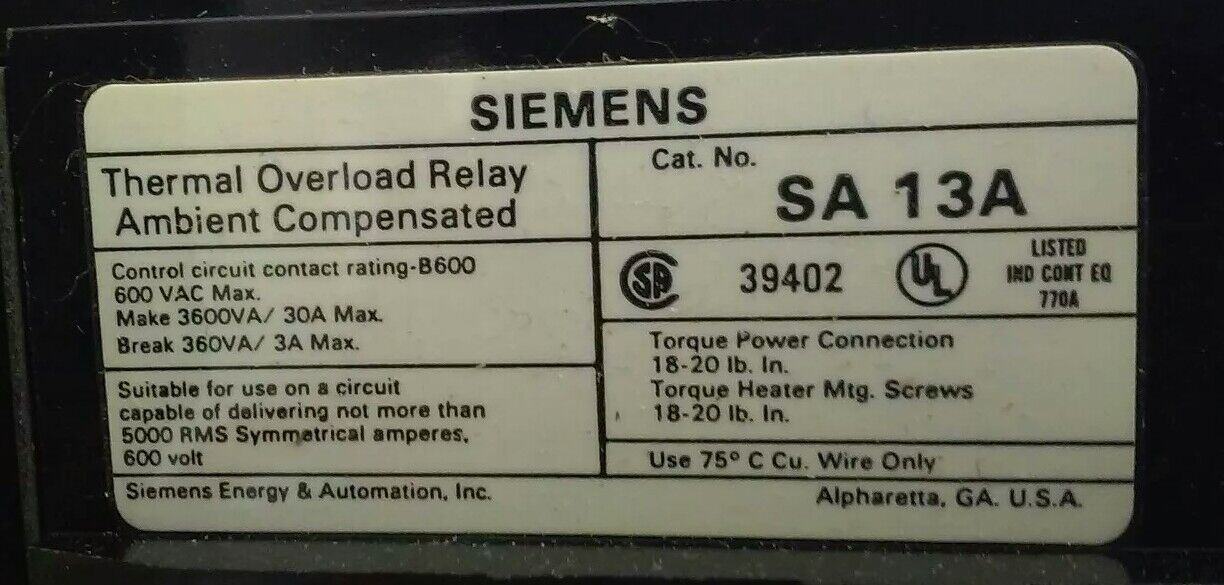 SIEMENS
Thermal Overload Relay
Ambient Compensated
Control circuit contact rating-B600
600 VAC Max.
Make 3600VA/ 30A Max.
Break 360VA/ 3A Max.
Suitable for use on a circuit
capable of delivering not more than
5000 RMS Symmetrical amperes,
600 volt
Cat. No.
SA 13A
SA 39402 UL
LISTED
IND CONT EQ
770A
Torque Power Connection
18-20 lb. In.
Torque Heater Mtg. Screws
18-20 lb. In.
Use 75° C Cu. Wire Only
Siemens Energy & Automation, Inc.
Alpharetta, GA. U.S.A.